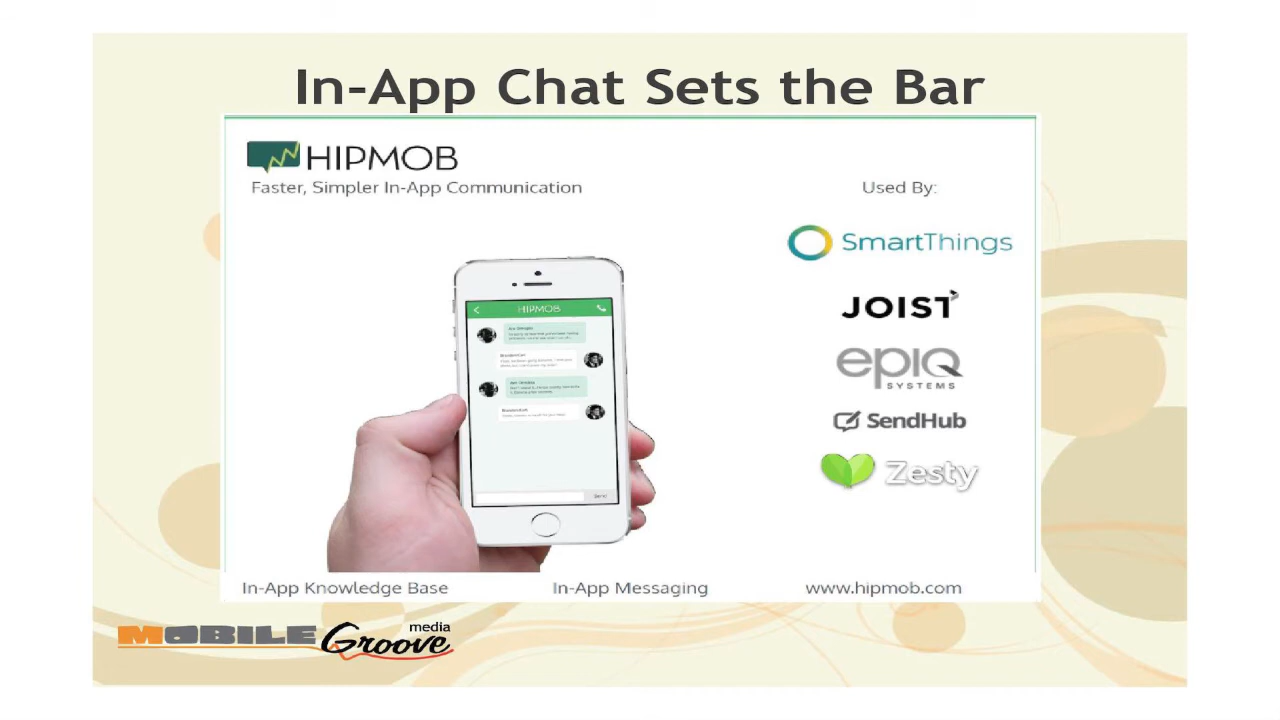 In-App Chat Sets the Bar
HIPMOB
Faster, Simpler In-App Communication
Used By:
SmartThings
JOIST
epiq
SYSTEMS
SendHub
Zesty
HIPMOB
Send
In-App Knowledge Base
In-App Messaging
www.hipmob.com
MOBILE Groove media